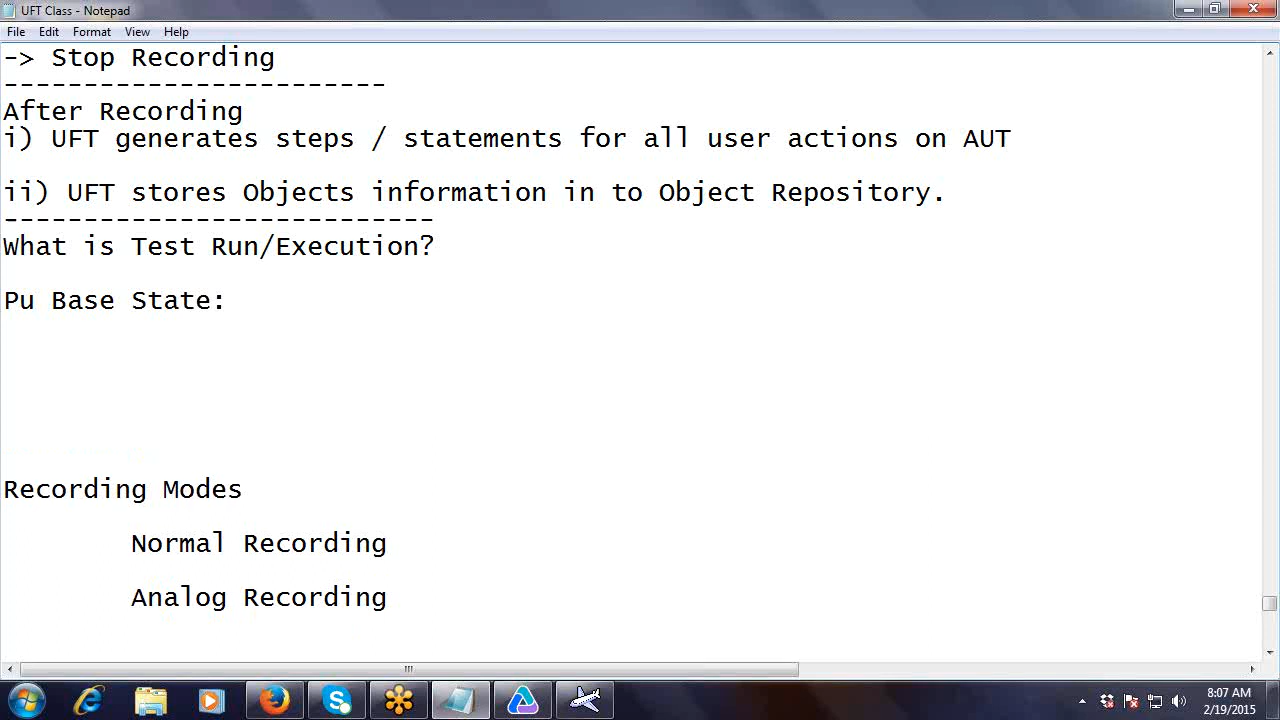 UFT Class - Notepad
File Edit Format View Help
-> Stop Recording
------------------------
After Recording
i) UFT generates steps / statements for all user actions on AUT
ii) UFT stores Objects information in to Object Repository.
---------------------------
What is Test Run/Execution?
Pu Base State:
Recording Modes
Normal Recording
Analog Recording
8:07 AM
2/19/2015